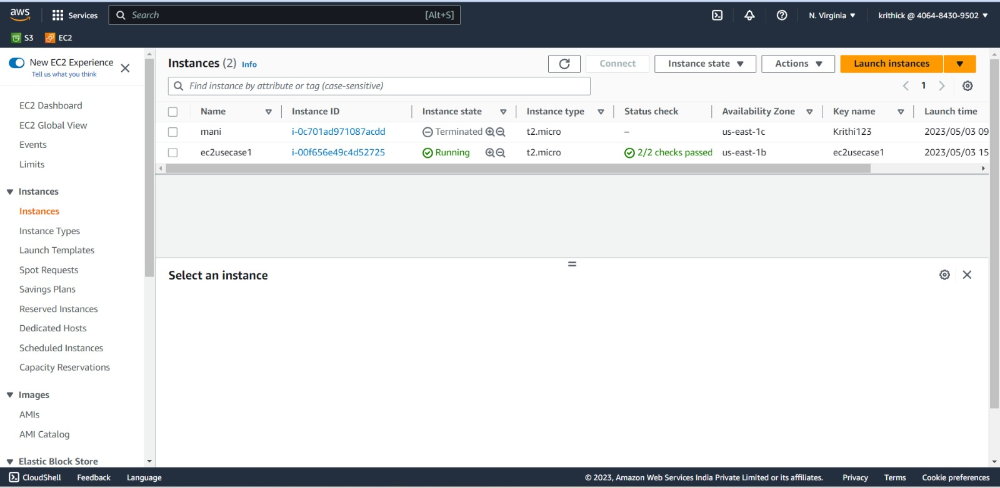 aws Services Search [Alt+S] N. Virginia krithick @ 4064-8430-9502
S3 EC2
New EC2 Experience
Tell us what you think
EC2 Dashboard
EC2 Global View
Events
Limits
Instances
Instances
Instance Types
Launch Templates
Spot Requests
Savings Plans
Reserved Instances
Dedicated Hosts
Scheduled Instances
Capacity Reservations
Images
AMIs
AMI Catalog
Elastic Block Store
Instances (2) Info Connect Instance state Actions Launch instances
Find instance by attribute or tag (case-sensitive) 1
Name Instance ID Instance state Instance type Status check Availability Zone Key name Launch time
mani i-0c701ad971087acdd Terminated t2.micro – us-east-1c Krithi123 2023/05/03 09
ec2usecase1 i-00f656e49c4d52725 Running t2.micro 2/2 checks passed us-east-1b ec2usecase1 2023/05/03 15
Select an instance
CloudShell Feedback Language © 2023, Amazon Web Services India Private Limited or its affiliates. Privacy Terms Cookie preferences